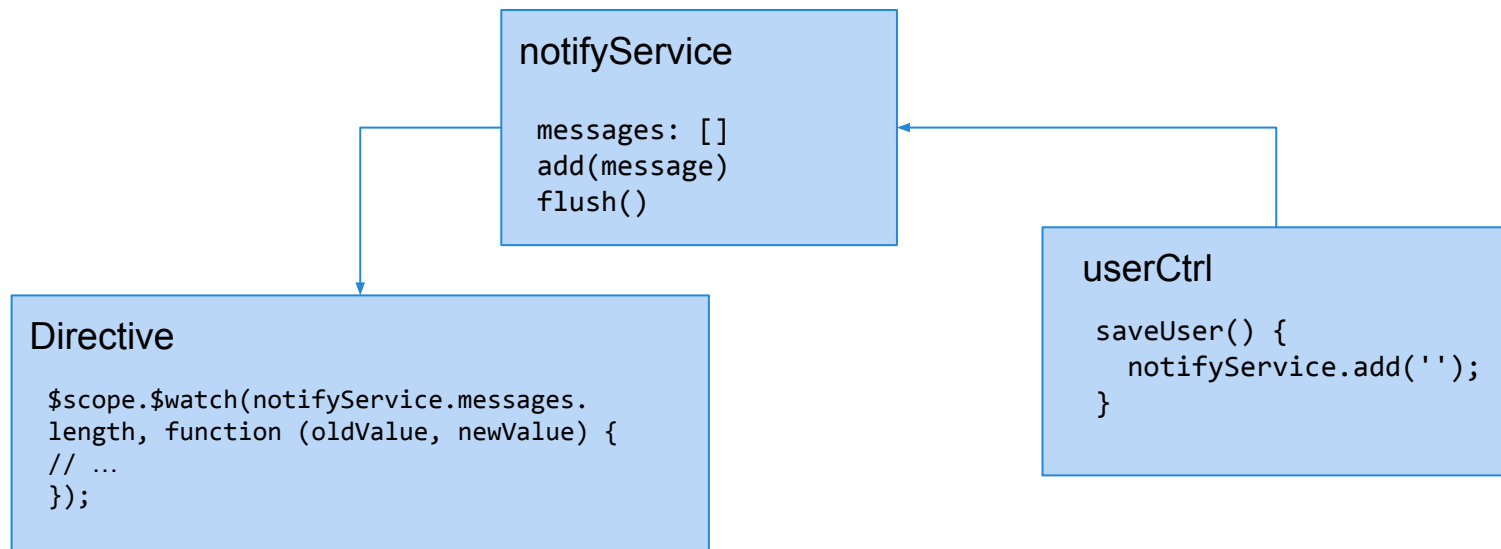 notifyService
messages: []
add(message)
flush()
Directive
$scope.$watch(notifyService.messages.
length, function (oldValue, newValue) {
// …
});
userCtrl
saveUser() {
  notifyService.add('');
}